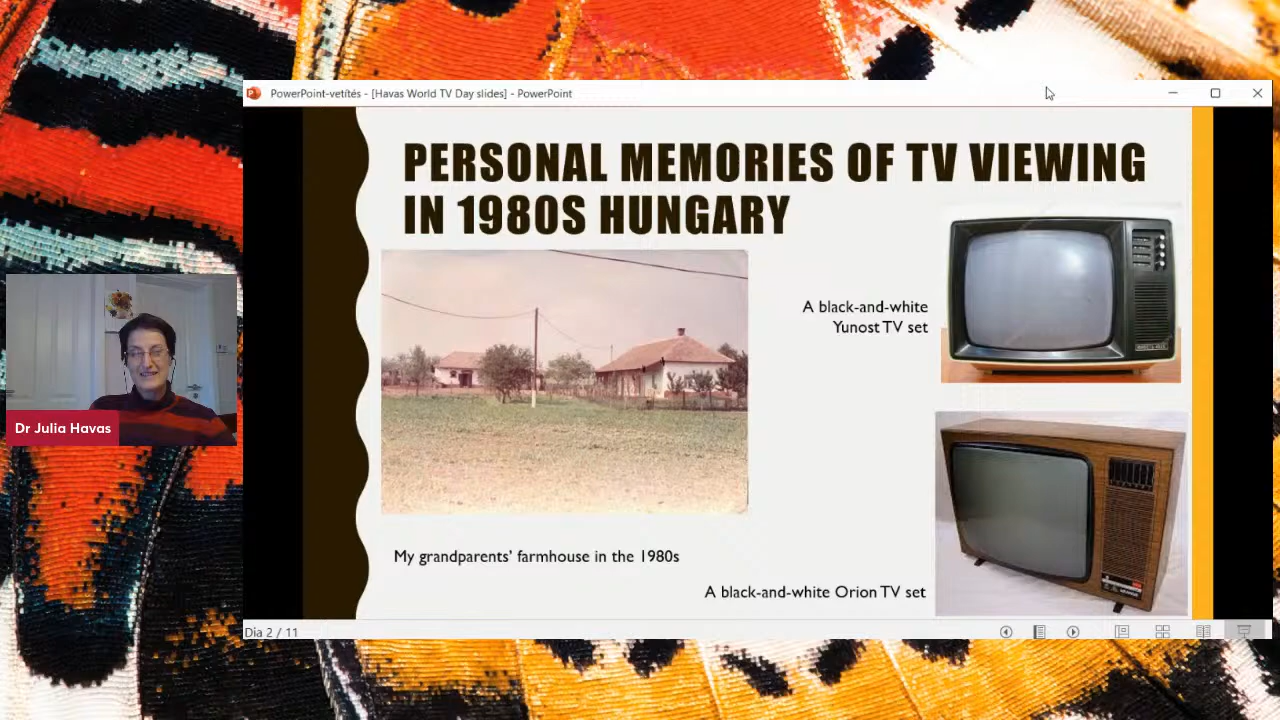 PowerPoint-vetítés - [Havas World TV Day slides] - PowerPoint
PERSONAL MEMORIES OF TV VIEWING
IN 1980S HUNGARY
A black-and-white
Yunost TV set
Dr Julia Havas
My grandparents’ farmhouse in the 1980s
A black-and-white Orion TV set
Dia 2 / 11